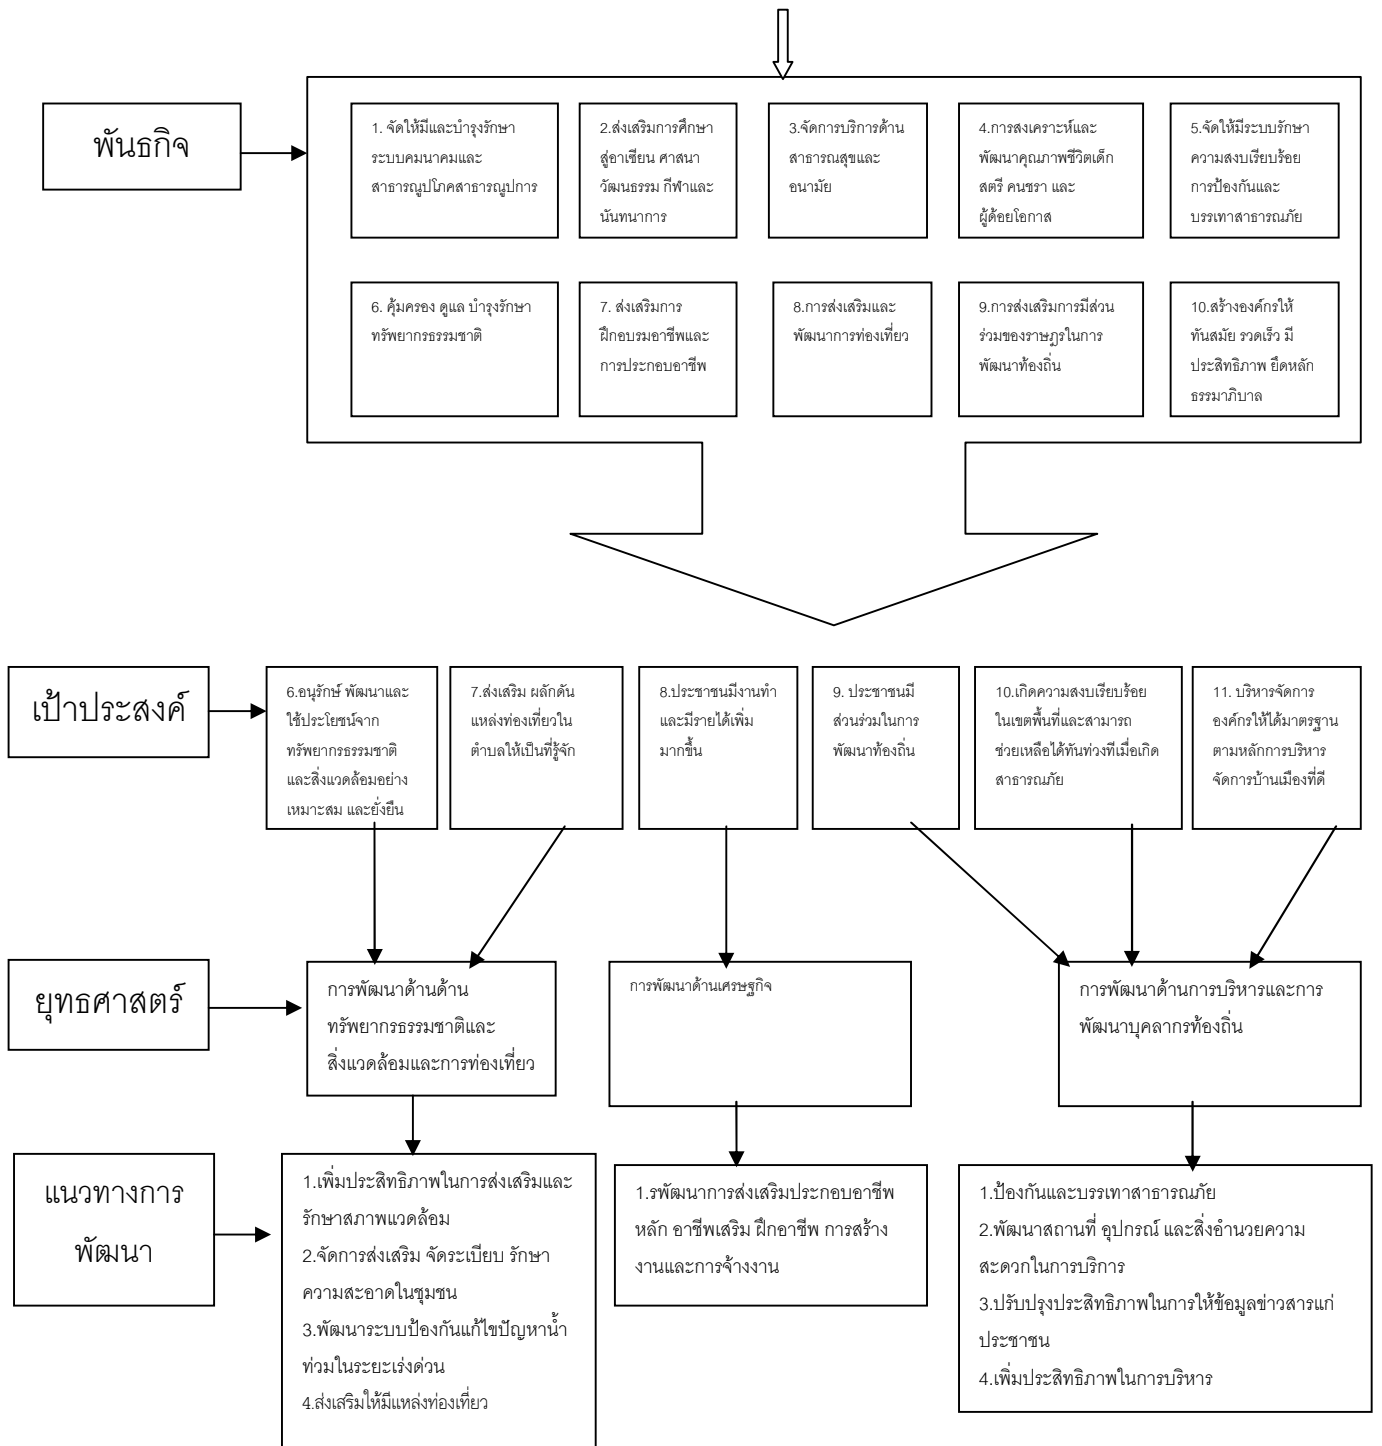 พันธกิจ
1. จัดให้มีและบำรุงรักษา
ระบบคมนาคมและ
สาธารณูปโภคสาธารณูปการ
2.ส่งเสริมการศึกษา
สู่อาเซียน ศาสนา
วัฒนธรรม กีฬาและ
นันทนาการ
3.จัดการบริการด้าน
สาธารณสุขและ
อนามัย
4.การสงเคราะห์และ
พัฒนาคุณภาพชีวิตเด็ก
สตรี คนชรา และ
ผู้ด้อยโอกาส
5.จัดให้มีระบบรักษา
ความสงบเรียบร้อย
การป้องกันและ
บรรเทาสาธารณภัย
6. คุ้มครอง ดูแล บำรุงรักษา
ทรัพยากรธรรมชาติ
7. ส่งเสริมการ
ฝึกอบรมอาชีพและ
การประกอบอาชีพ
8.การส่งเสริมและ
พัฒนาการท่องเที่ยว
9.การส่งเสริมการมีส่วน
ร่วมของราษฎรในการ
พัฒนาท้องถิ่น
10.สร้างองค์กรให้
ทันสมัย รวดเร็ว มี
ประสิทธิภาพ ยึดหลัก
ธรรมาภิบาล
เป้าประสงค์
6.อนุรักษ์ พัฒนาและ
ใช้ประโยชน์จาก
ทรัพยากรธรรมชาติ
และสิ่งแวดล้อมอย่าง
เหมาะสม และยั่งยืน
7.ส่งเสริม ผลักดัน
แหล่งท่องเที่ยวใน
ตำบลให้เป็นที่รู้จัก
8.ประชาชนมีงานทำ
และมีรายได้เพิ่ม
มากขึ้น
9. ประชาชนมี
ส่วนร่วมในการ
พัฒนาท้องถิ่น
10.เกิดความสงบเรียบร้อย
ในเขตพื้นที่และสามารถ
ช่วยเหลือได้ทันท่วงทีเมื่อเกิด
สาธารณภัย
11. บริหารจัดการ
องค์กรให้ได้มาตรฐาน
ตามหลักการบริหาร
จัดการบ้านเมืองที่ดี
ยุทธศาสตร์
การพัฒนาด้านด้าน
ทรัพยากรธรรมชาติและ
สิ่งแวดล้อมและการท่องเที่ยว
การพัฒนาด้านเศรษฐกิจ
การพัฒนาด้านการบริหารและการ
พัฒนาบุคลากรท้องถิ่น
แนวทางการ
พัฒนา
1.เพิ่มประสิทธิภาพในการส่งเสริมและ
รักษาสภาพแวดล้อม
2.จัดการส่งเสริม จัดระเบียบ รักษา
ความสะอาดในชุมชน
3.พัฒนาระบบป้องกันแก้ไขปัญหาน้ำ
ท่วมในระยะเร่งด่วน
4.ส่งเสริมให้มีแหล่งท่องเที่ยว
1.รพัฒนาการส่งเสริมประกอบอาชีพ
หลัก อาชีพเสริม ฝึกอาชีพ การสร้าง
งานและการจ้างงาน
1.ป้องกันและบรรเทาสาธารณภัย
2.พัฒนาสถานที่ อุปกรณ์ และสิ่งอำนวยความ
สะดวกในการบริการ
3.ปรับปรุงประสิทธิภาพในการให้ข้อมูลข่าวสารแก่
ประชาชน
4.เพิ่มประสิทธิภาพในการบริหาร